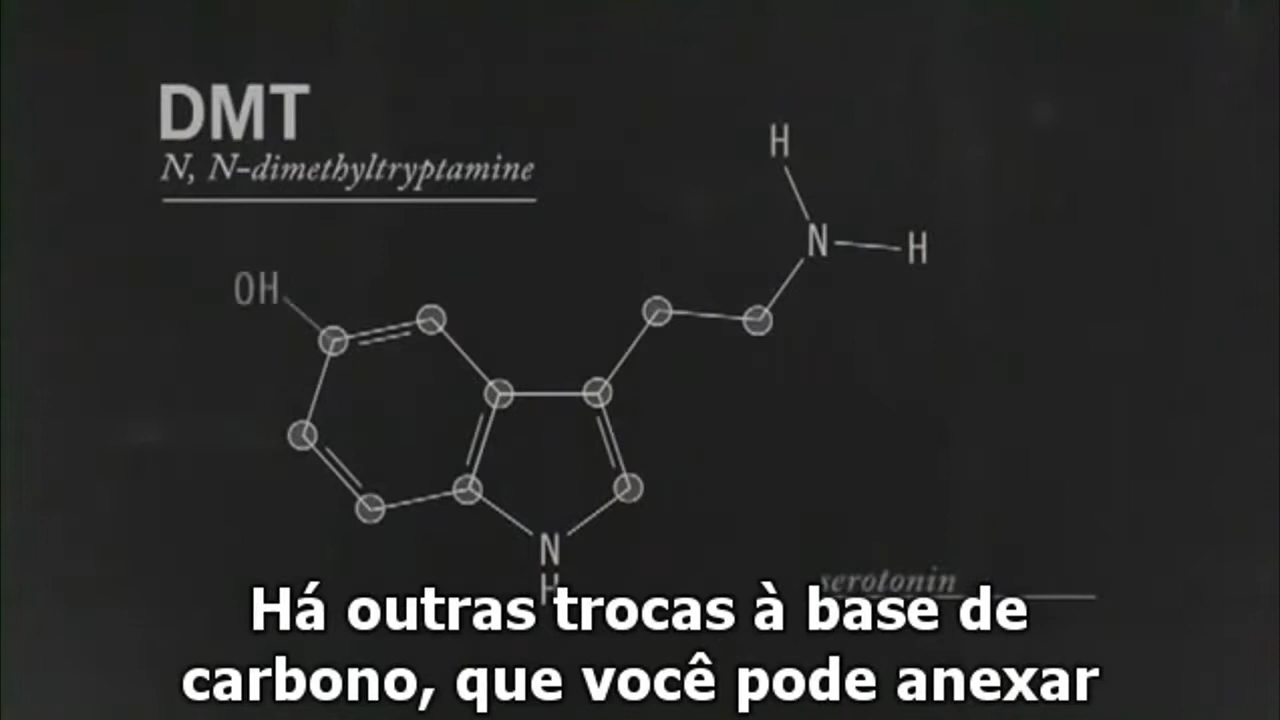 DMT
N, N-dimethyltryptamine
H
N
H
OH
N
H
serotonin
Há outras trocas à base de
carbono, que você pode anexar